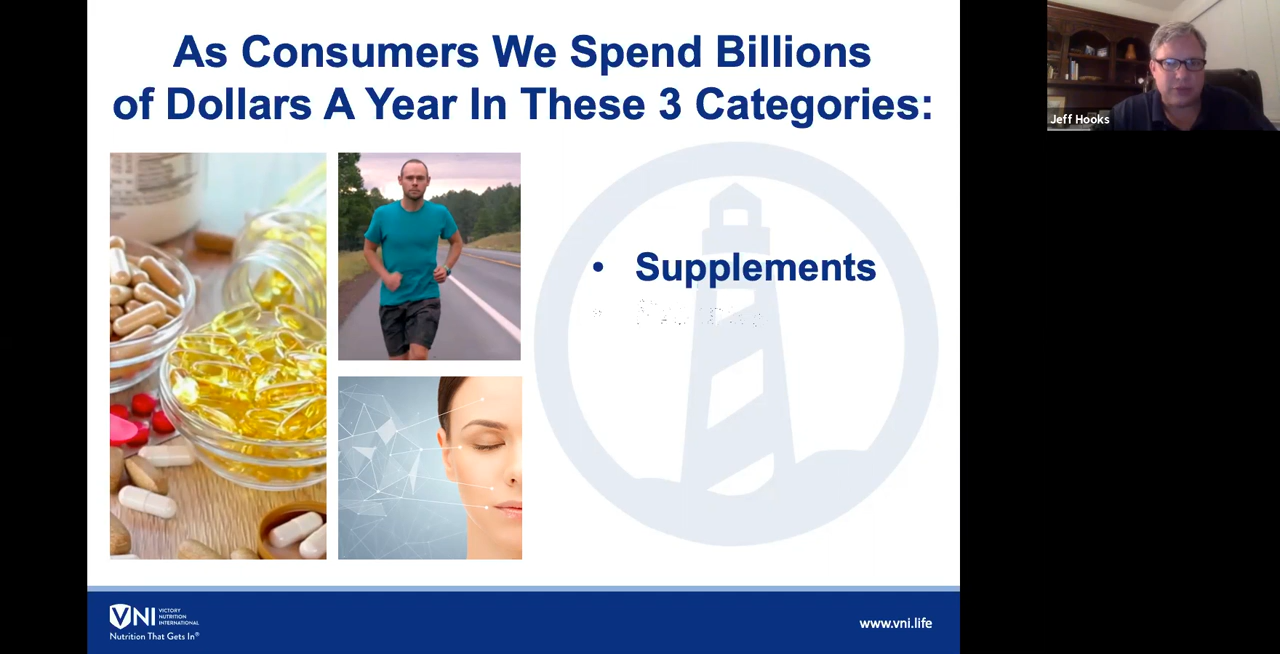 As Consumers We Spend Billions
of Dollars A Year In These 3 Categories:
Jeff Hooks
• Supplements
VNI
VICTORY
NUTRITION
INTERNATIONAL
Nutrition That Gets In®
www.vni.life